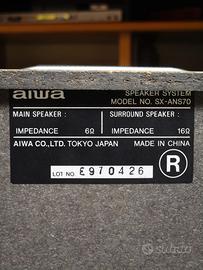 aiwa
SPEAKER SYSTEM
MODEL NO. SX-ANS70
MAIN SPEAKER :
SURROUND SPEAKER :
IMPEDANCE 6Ω
IMPEDANCE 16Ω
AIWA CO., LTD. TOKYO JAPAN
MADE IN CHINA
LOT NO E970426
R
subito